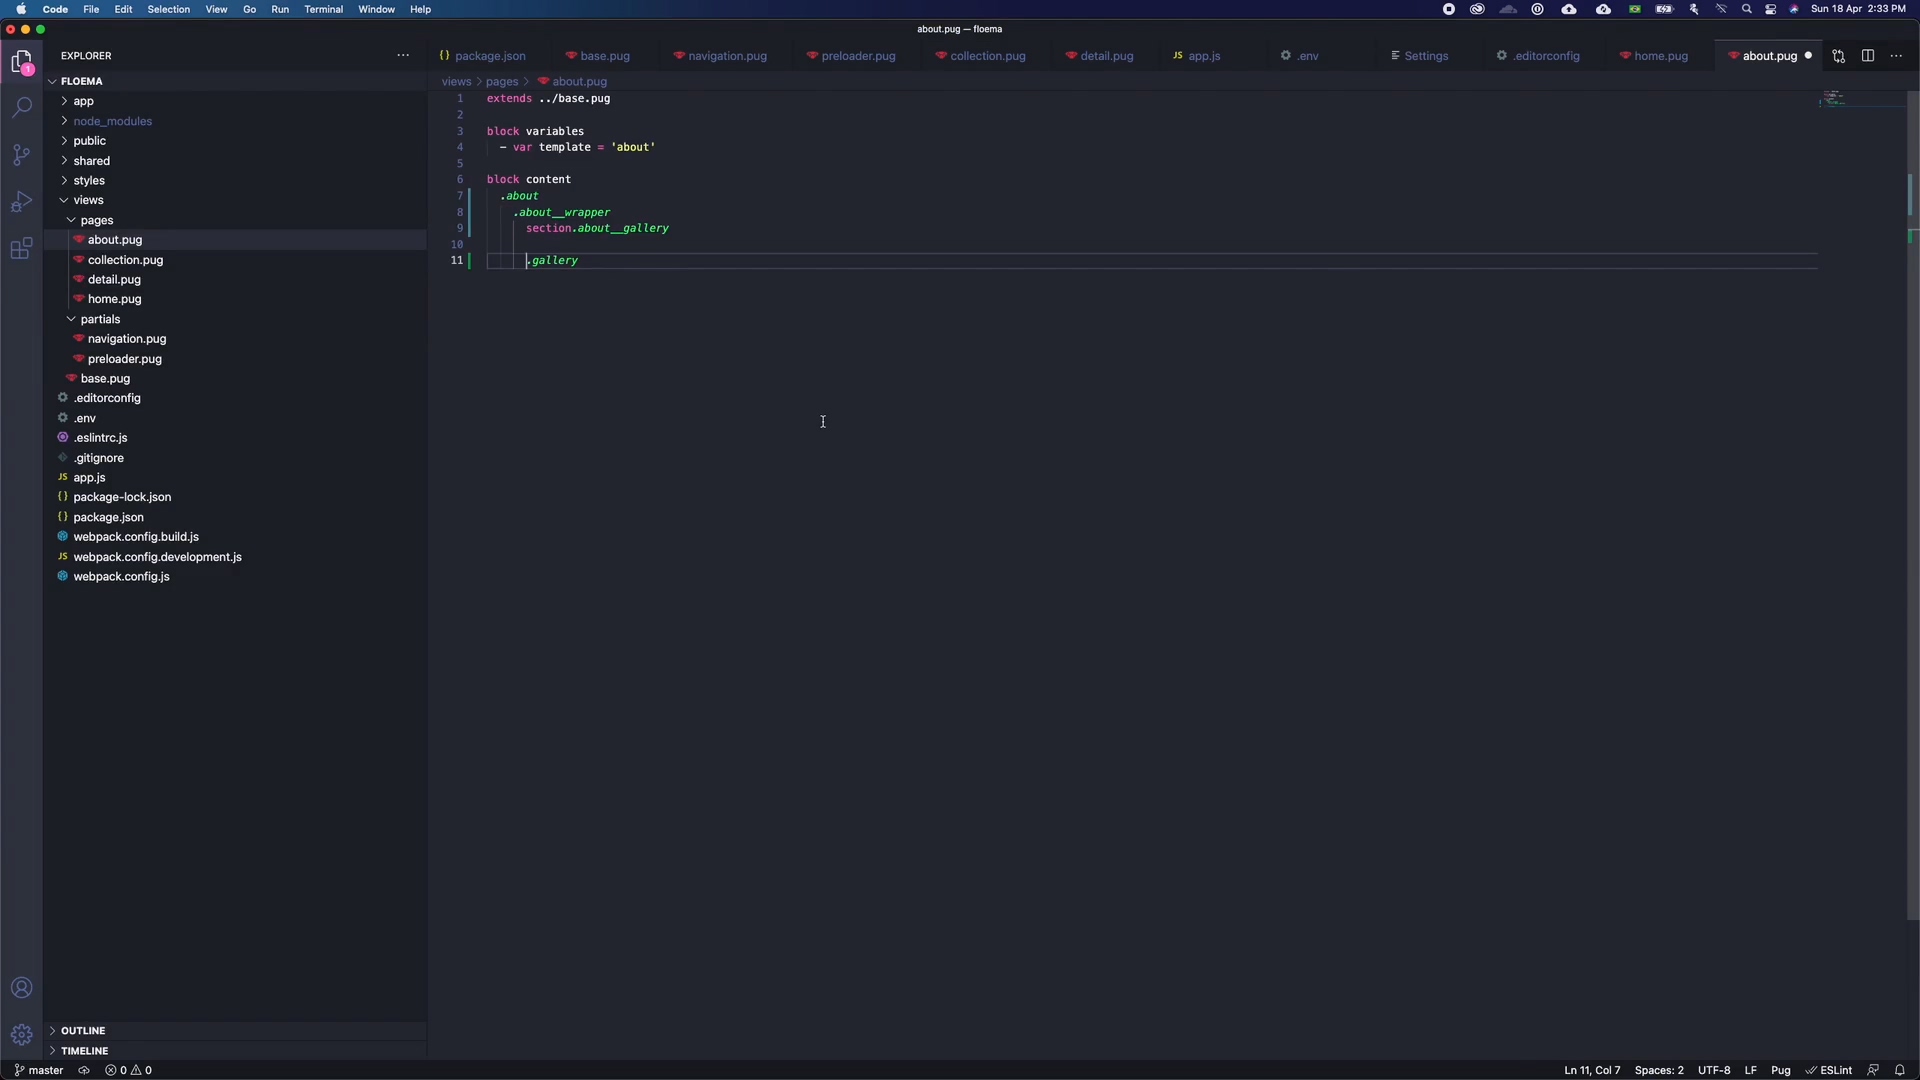 Code File Edit Selection View Go Run Terminal Window Help Sun 18 Apr 2:33 PM
about.pug — floema
EXPLORER
package.json base.pug navigation.pug preloader.pug collection.pug detail.pug JS app.js .env Settings .editorconfig home.pug about.pug
FLOEMA
app
node_modules
public
shared
styles
views
pages
about.pug
collection.pug
detail.pug
home.pug
partials
navigation.pug
preloader.pug
base.pug
.editorconfig
.env
.eslintrc.js
.gitignore
JS app.js
{} package-lock.json
{} package.json
webpack.config.build.js
JS webpack.config.development.js
webpack.config.js
OUTLINE
TIMELINE
views > pages > about.pug
1 extends ../base.pug
2
3 block variables
4 - var template = 'about'
5
6 block content
7 .about
8 .about__wrapper
9 section.about__gallery
10
11 .gallery
master 0 0 Ln 11, Col 7 Spaces: 2 UTF-8 LF Pug ESLint
1